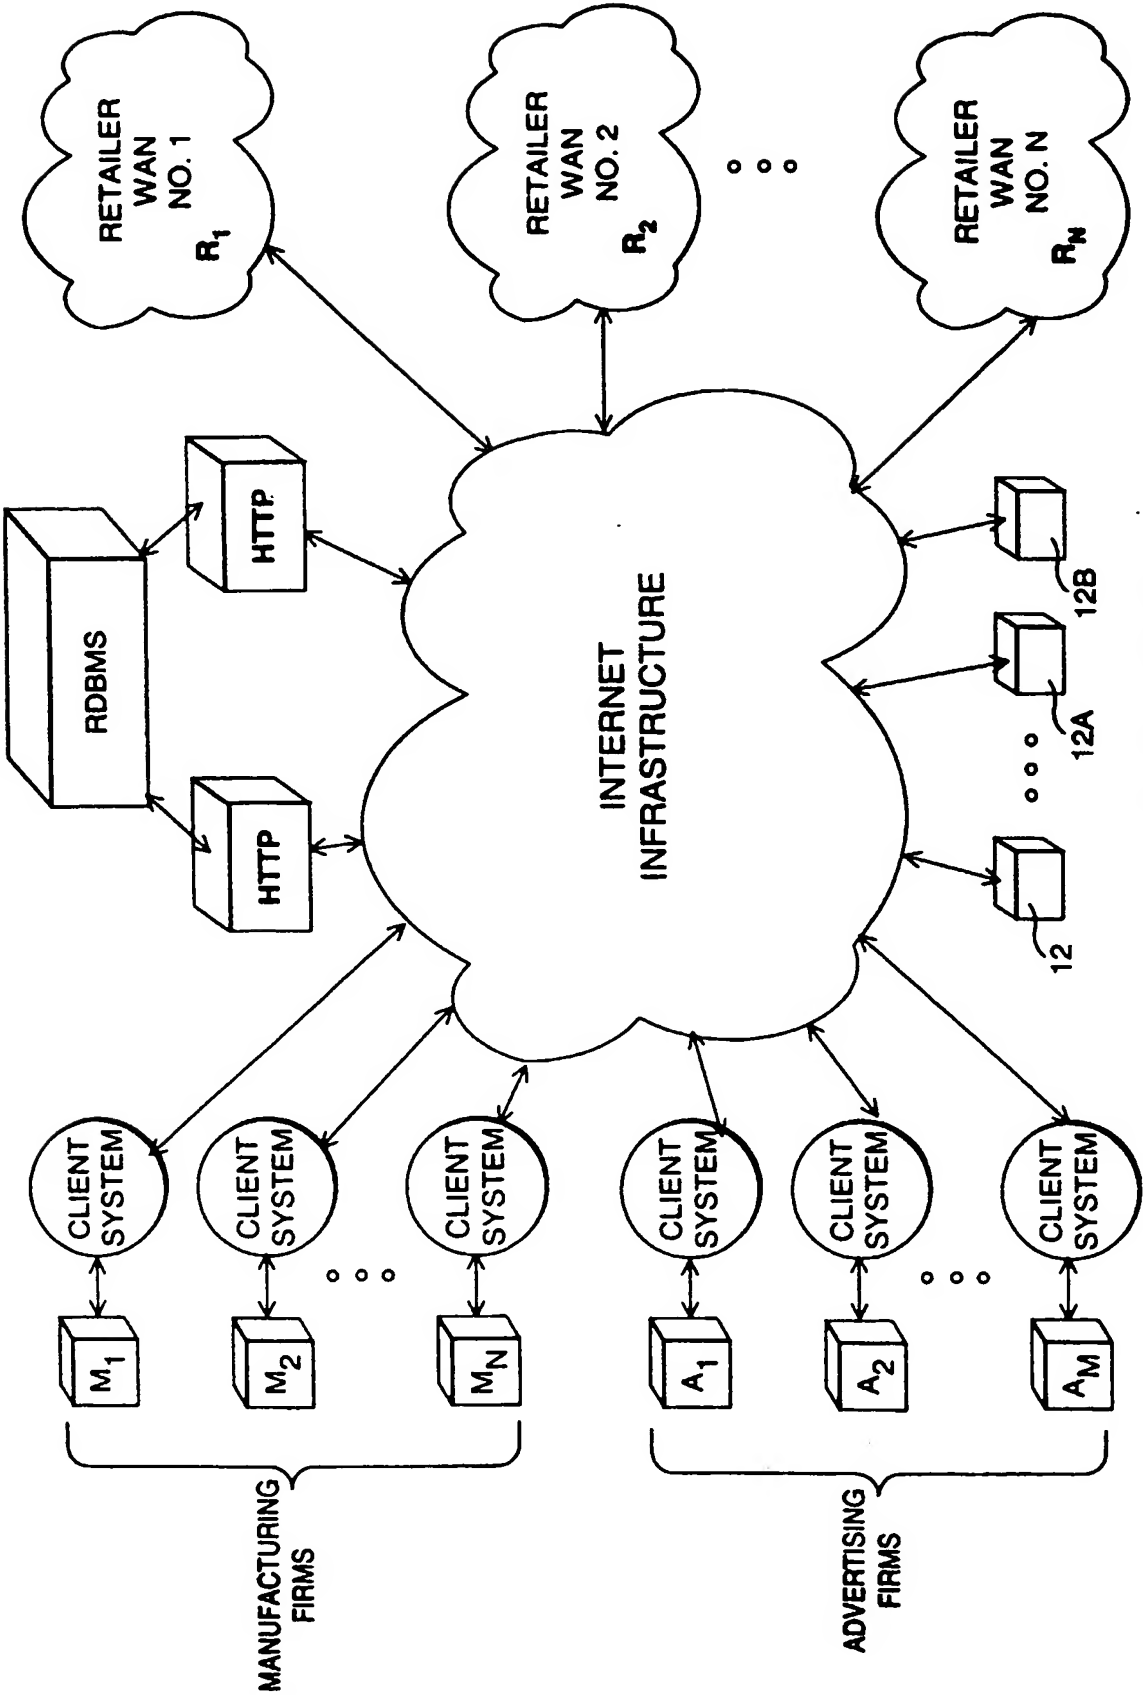 RDBMS
HTTP
HTTP
MANUFACTURING
FIRMS
M1
CLIENT
SYSTEM
M2
CLIENT
SYSTEM
MN
CLIENT
SYSTEM
ADVERTISING
FIRMS
A1
CLIENT
SYSTEM
A2
CLIENT
SYSTEM
AM
CLIENT
SYSTEM
INTERNET
INFRASTRUCTURE
RETAILER
WAN
NO. 1
R1
RETAILER
WAN
NO. 2
R2
RETAILER
WAN
NO. N
RN
12
12A
12B